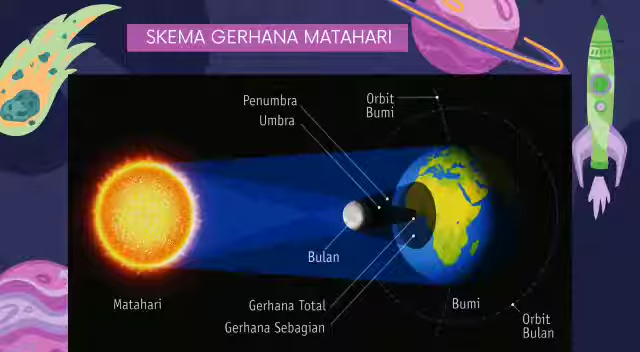 SKEMA GERHANA MATAHARI
Penumbra
Umbra
Orbit
Bumi
Bulan
Matahari
Gerhana Total
Gerhana Sebagian
Bumi
Orbit
Bulan